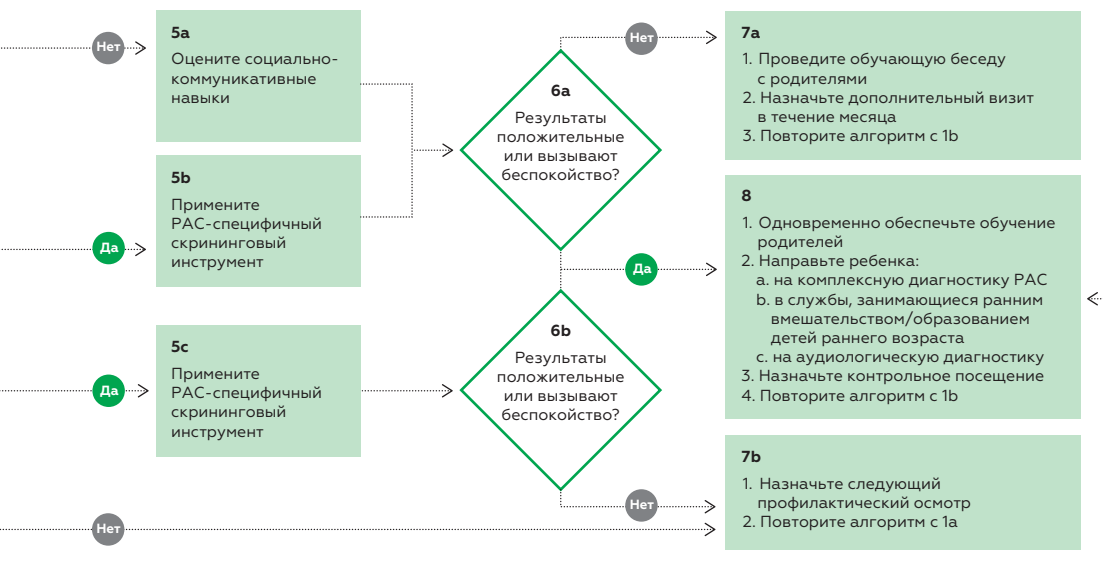 Нет
5a
Оцените социально-
коммуникативные
навыки
Да
5b
Примените
РАС-специфичный
скрининговый
инструмент
Да
5c
Примените
РАС-специфичный
скрининговый
инструмент
Нет
6a
Результаты
положительные
или вызывают
беспокойство?
6b
Результаты
положительные
или вызывают
беспокойство?
Нет
Да
Нет
7a
1. Проведите обучающую беседу
с родителями
2. Назначьте дополнительный визит
в течение месяца
3. Повторите алгоритм с 1b
8
1. Одновременно обеспечьте обучение
родителей
2. Направьте ребенка:
a. на комплексную диагностику РАС
b. в службы, занимающиеся ранним
вмешательством/образованием
детей раннего возраста
c. на аудиологическую диагностику
3. Назначьте контрольное посещение
4. Повторите алгоритм с 1b
7b
1. Назначьте следующий
профилактический осмотр
2. Повторите алгоритм с 1a